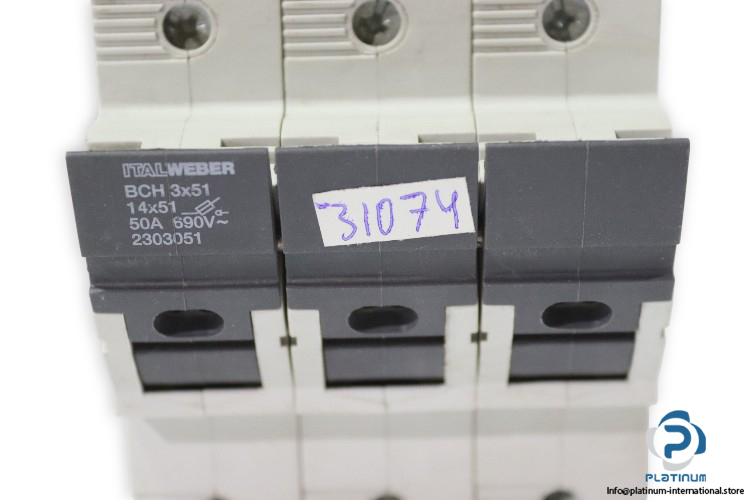 ITALWEBER
BCH 3x51
14x51
50A 690V~
2303051
31074
PLATINUM
Info@platinum-international.store